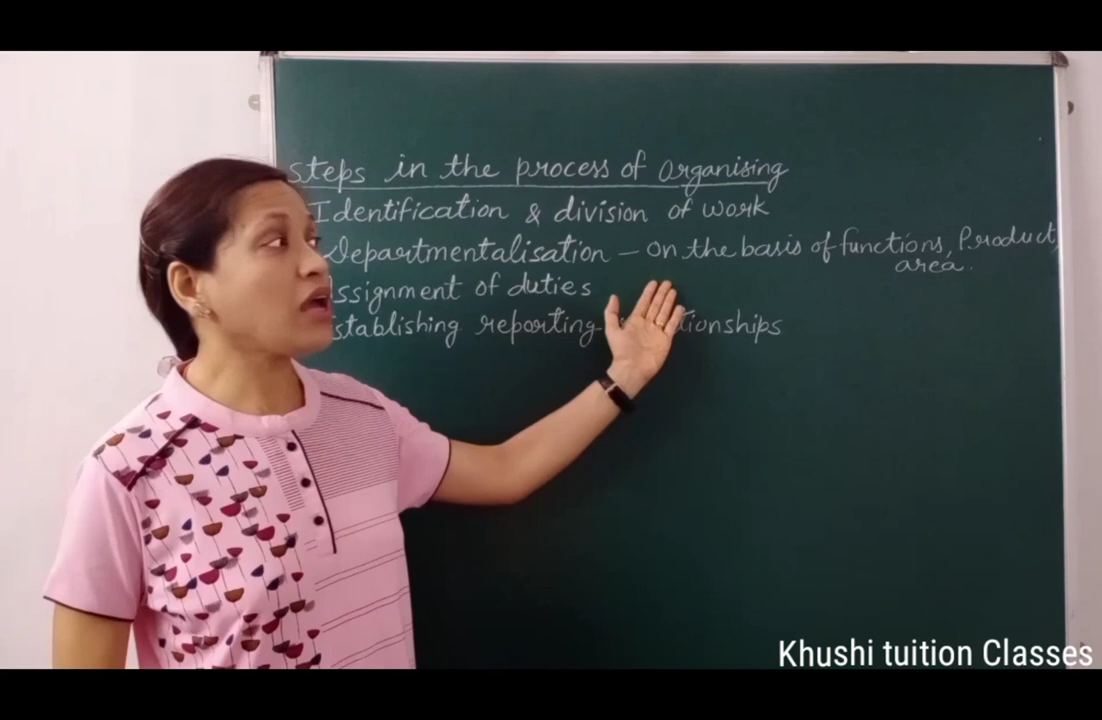 steps in the process of organising
Identification & division of work
Departmentalisation – on the basis of functions, Product,
area.
ssignment of duties
stablishing reporting tionships
Khushi tuition Classes